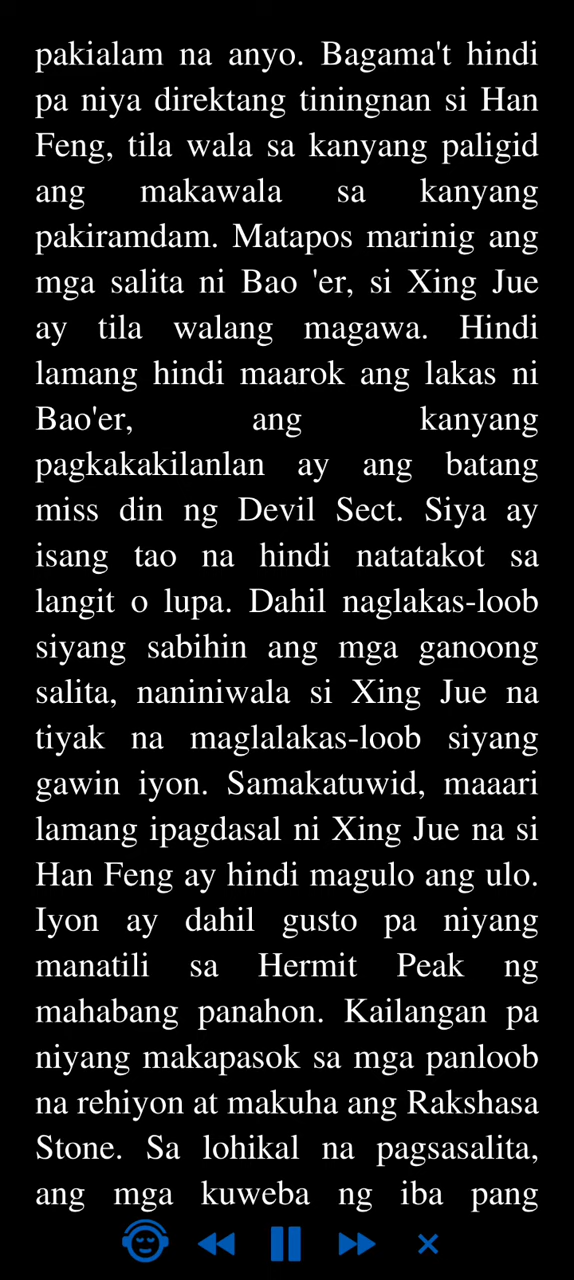 pakialam na anyo. Bagama't hindi
pa niya direktang tiningnan si Han
Feng, tila wala sa kanyang paligid
ang makawala sa kanyang
pakiramdam. Matapos marinig ang
mga salita ni Bao 'er, si Xing Jue
ay tila walang magawa. Hindi
lamang hindi maarok ang lakas ni
Bao'er, ang kanyang
pagkakakilanlan ay ang batang
miss din ng Devil Sect. Siya ay
isang tao na hindi natatakot sa
langit o lupa. Dahil naglakas-loob
siyang sabihin ang mga ganoong
salita, naniniwala si Xing Jue na
tiyak na maglalakas-loob siyang
gawin iyon. Samakatuwid, maaari
lamang ipagdasal ni Xing Jue na si
Han Feng ay hindi magulo ang ulo.
Iyon ay dahil gusto pa niyang
manatili sa Hermit Peak ng
mahabang panahon. Kailangan pa
niyang makapasok sa mga panloob
na rehiyon at makuha ang Rakshasa
Stone. Sa lohikal na pagsasalita,
ang mga kuweba ng iba pang